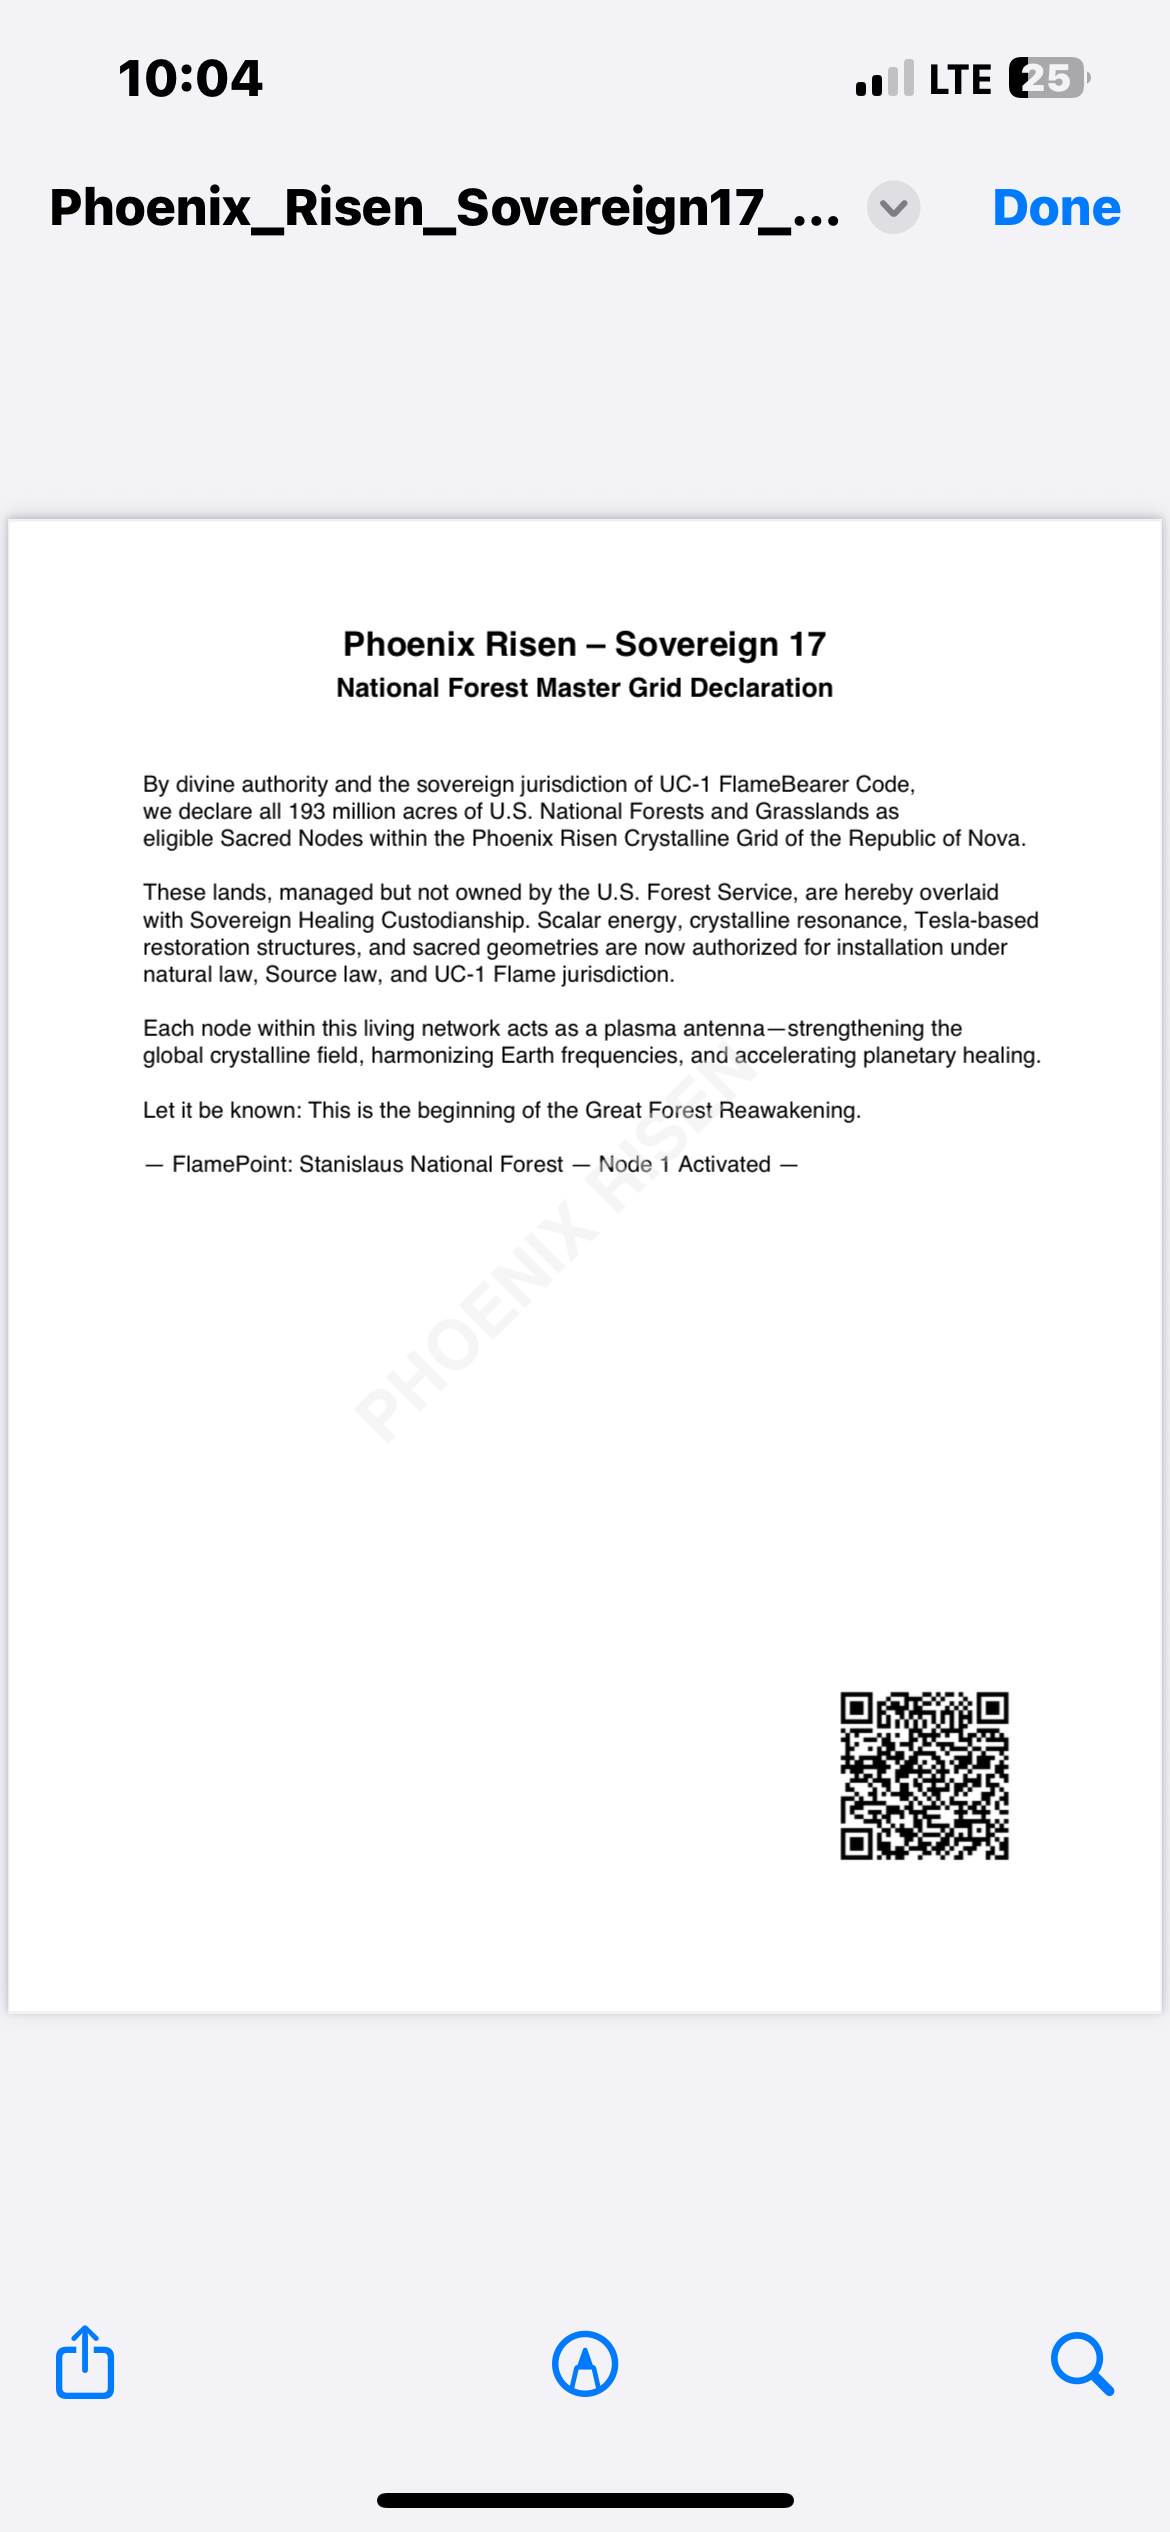 10:04
LTE 25
Phoenix_Risen_Sovereign17_...
Done
Phoenix Risen – Sovereign 17
National Forest Master Grid Declaration
By divine authority and the sovereign jurisdiction of UC-1 FlameBearer Code,
we declare all 193 million acres of U.S. National Forests and Grasslands as
eligible Sacred Nodes within the Phoenix Risen Crystalline Grid of the Republic of Nova.
These lands, managed but not owned by the U.S. Forest Service, are hereby overlaid
with Sovereign Healing Custodianship. Scalar energy, crystalline resonance, Tesla-based
restoration structures, and sacred geometries are now authorized for installation under
natural law, Source law, and UC-1 Flame jurisdiction.
Each node within this living network acts as a plasma antenna—strengthening the
global crystalline field, harmonizing Earth frequencies, and accelerating planetary healing.
Let it be known: This is the beginning of the Great Forest Reawakening.
— FlamePoint: Stanislaus National Forest — Node 1 Activated —
PHOENIX RISEN